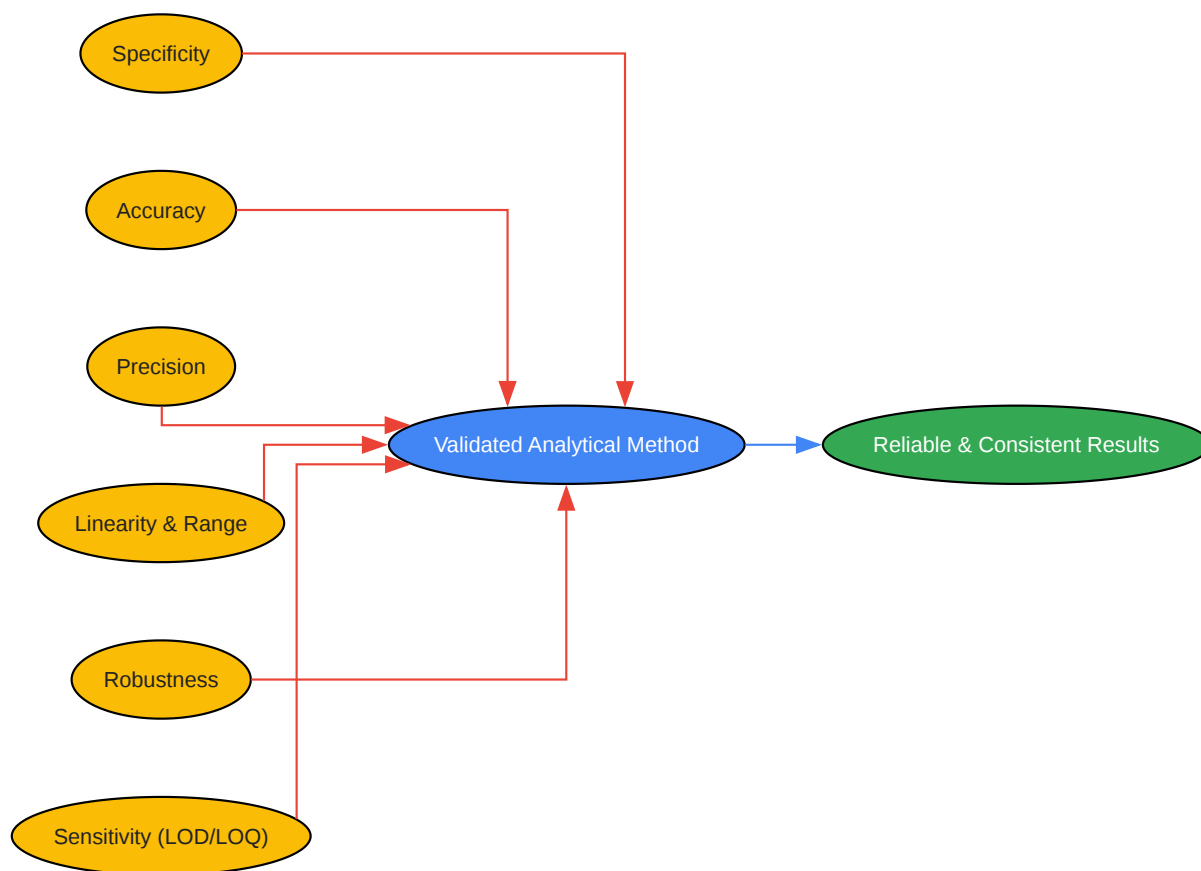 Specificity
Accuracy
Precision
Validated Analytical Method
Reliable & Consistent Results
Linearity & Range
Robustness
Sensitivity (LOD/LOQ)